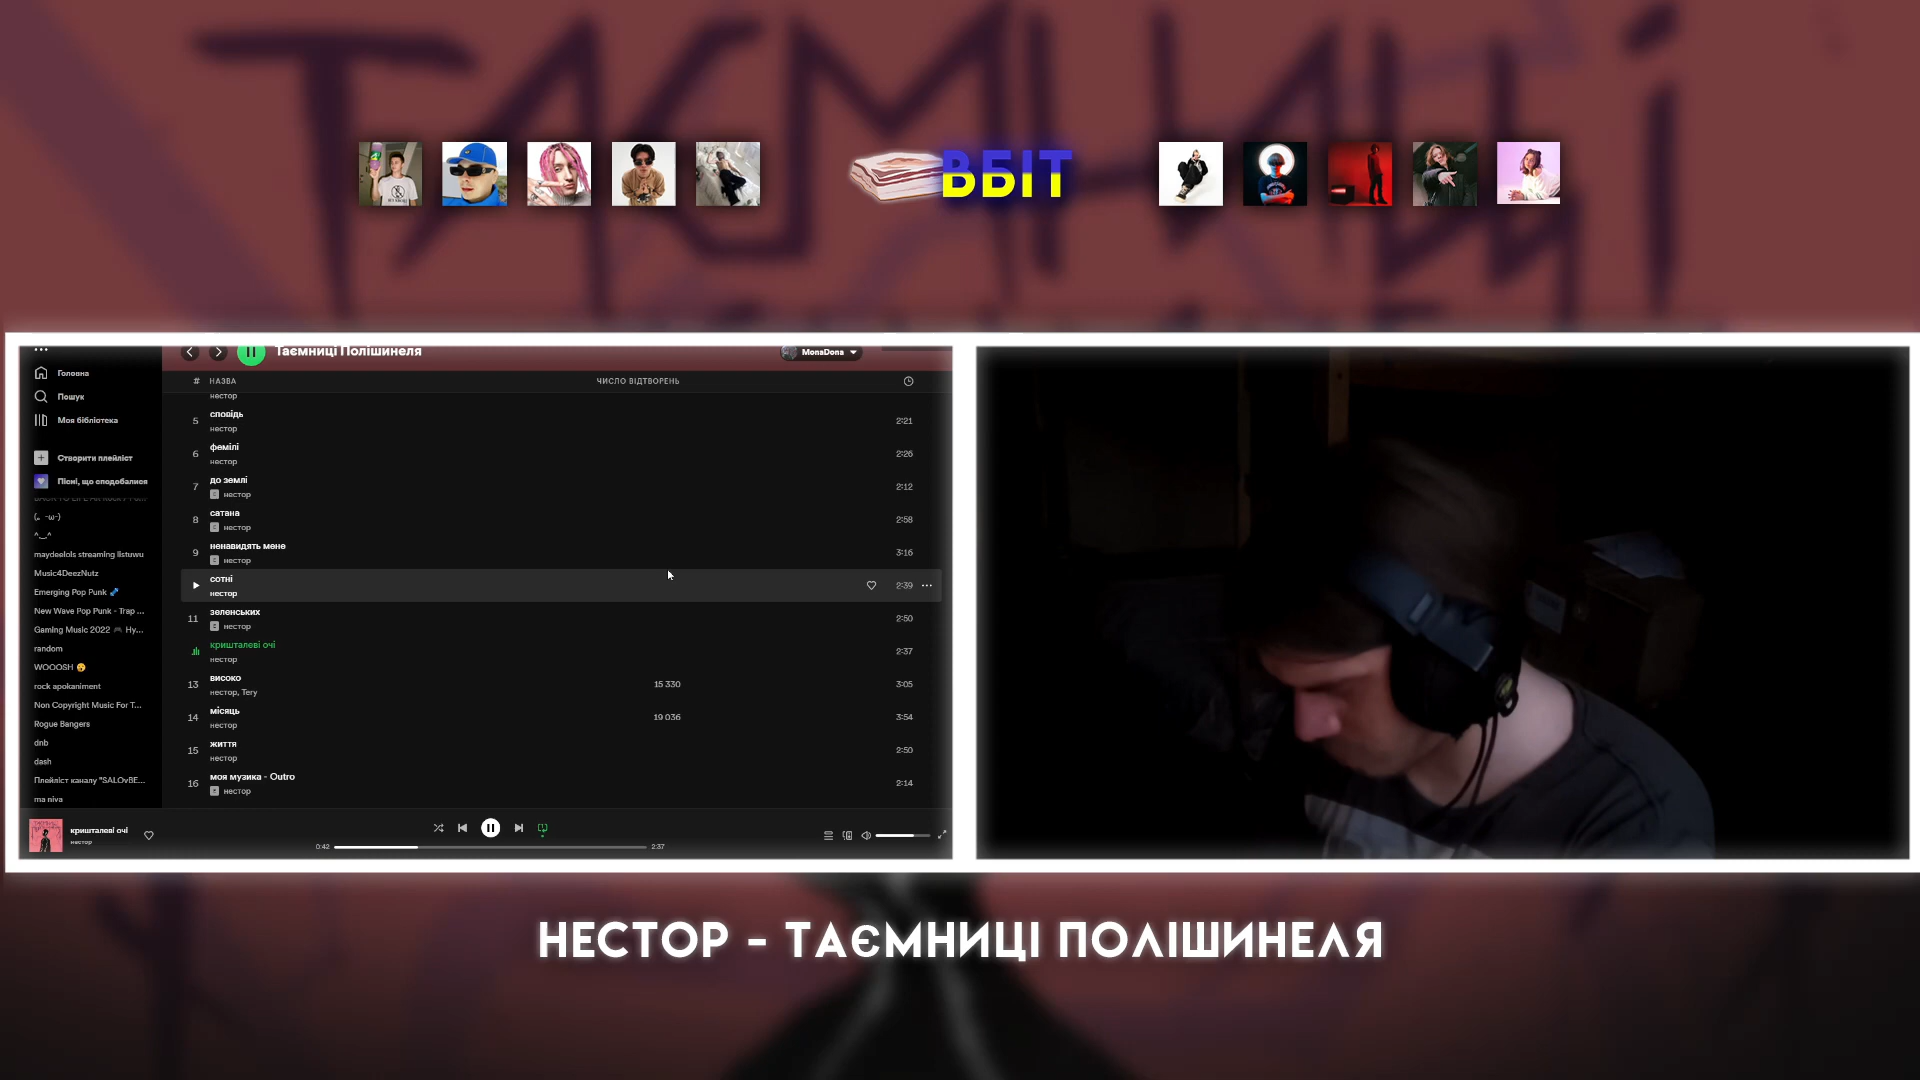 ТАЄМНИЦІ
ВБІТ
Таємниці Полішинеля
MonaDona
Головна
Пошук
Моя бібліотека
Створити плейліст
Пісні, що сподобалися
(。-ω-)
^‿^
maydeelols streaming listuwu
Music4DeezNutz
Emerging Pop Punk
New Wave Pop Punk - Trap ...
Gaming Music 2022 🎮 Hy...
random
WOOOSH 😮
rock apokaniment
Non Copyright Music For T...
Rogue Bangers
dnb
dash
Плейліст каналу "SALOvBE...
ma niva
# НАЗВА ЧИСЛО ВІДТВОРЕНЬ
нестор
5 сповідь 2:21
нестор
6 фемілі 2:26
нестор
7 до землі 2:12
E нестор
8 сатана 2:58
E нестор
9 ненавидять мене 3:16
E нестор
сотні 2:39
нестор
11 зеленських 2:50
E нестор
кришталеві очі 2:37
нестор
13 високо 15 330 3:05
нестор, Tery
14 місяць 19 036 3:54
нестор
15 життя 2:50
нестор
16 моя музика - Outro 2:14
E нестор
кришталеві очі
нестор
0:42 2:37
НЕСТОР - ТАЄМНИЦІ ПОЛІШИНЕЛЯ